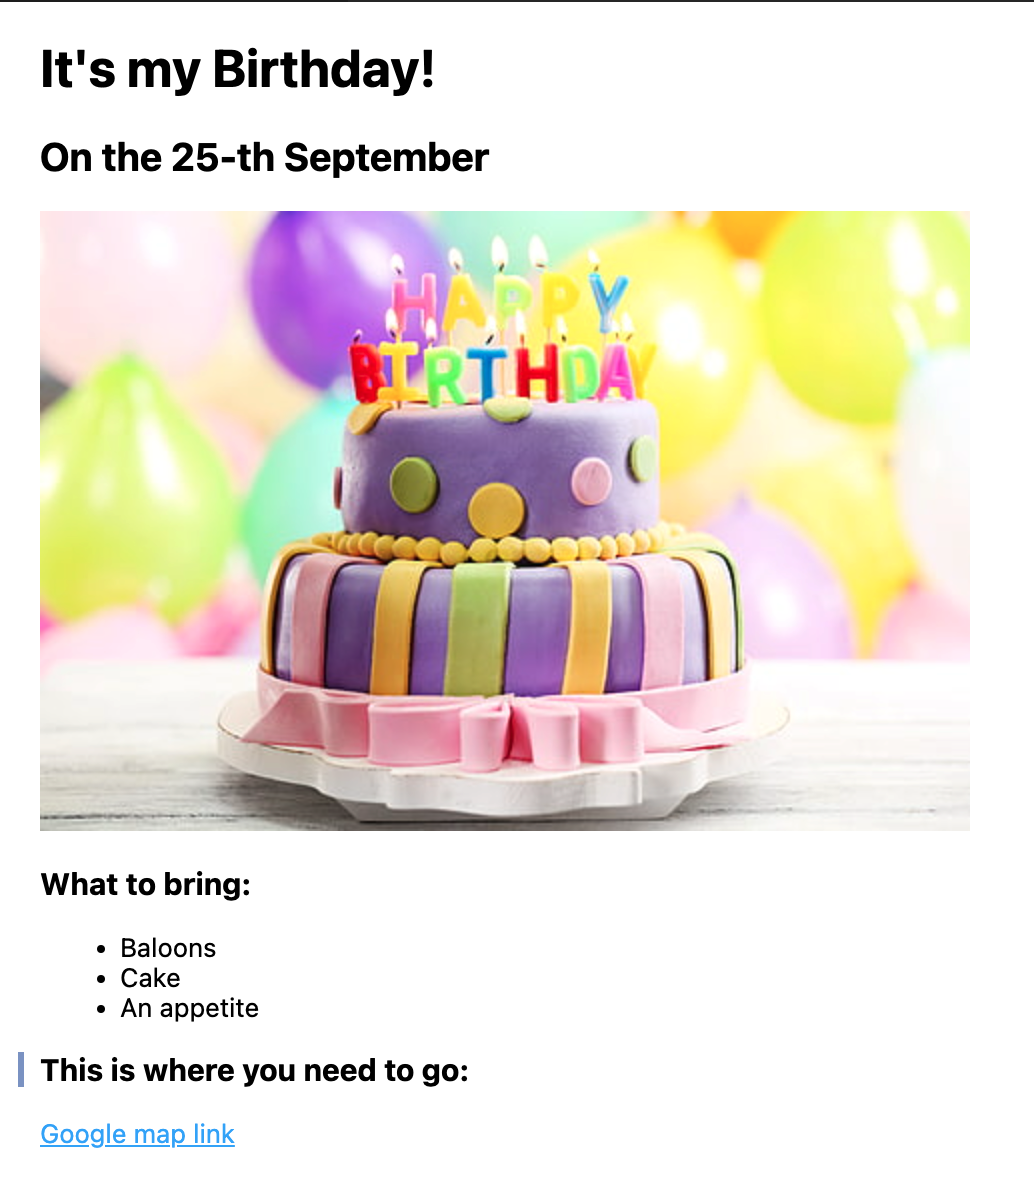 It's my Birthday!
On the 25-th September
HAPPY
BIRTHDAY
What to bring:
Baloons
Cake
An appetite
This is where you need to go:
Google map link